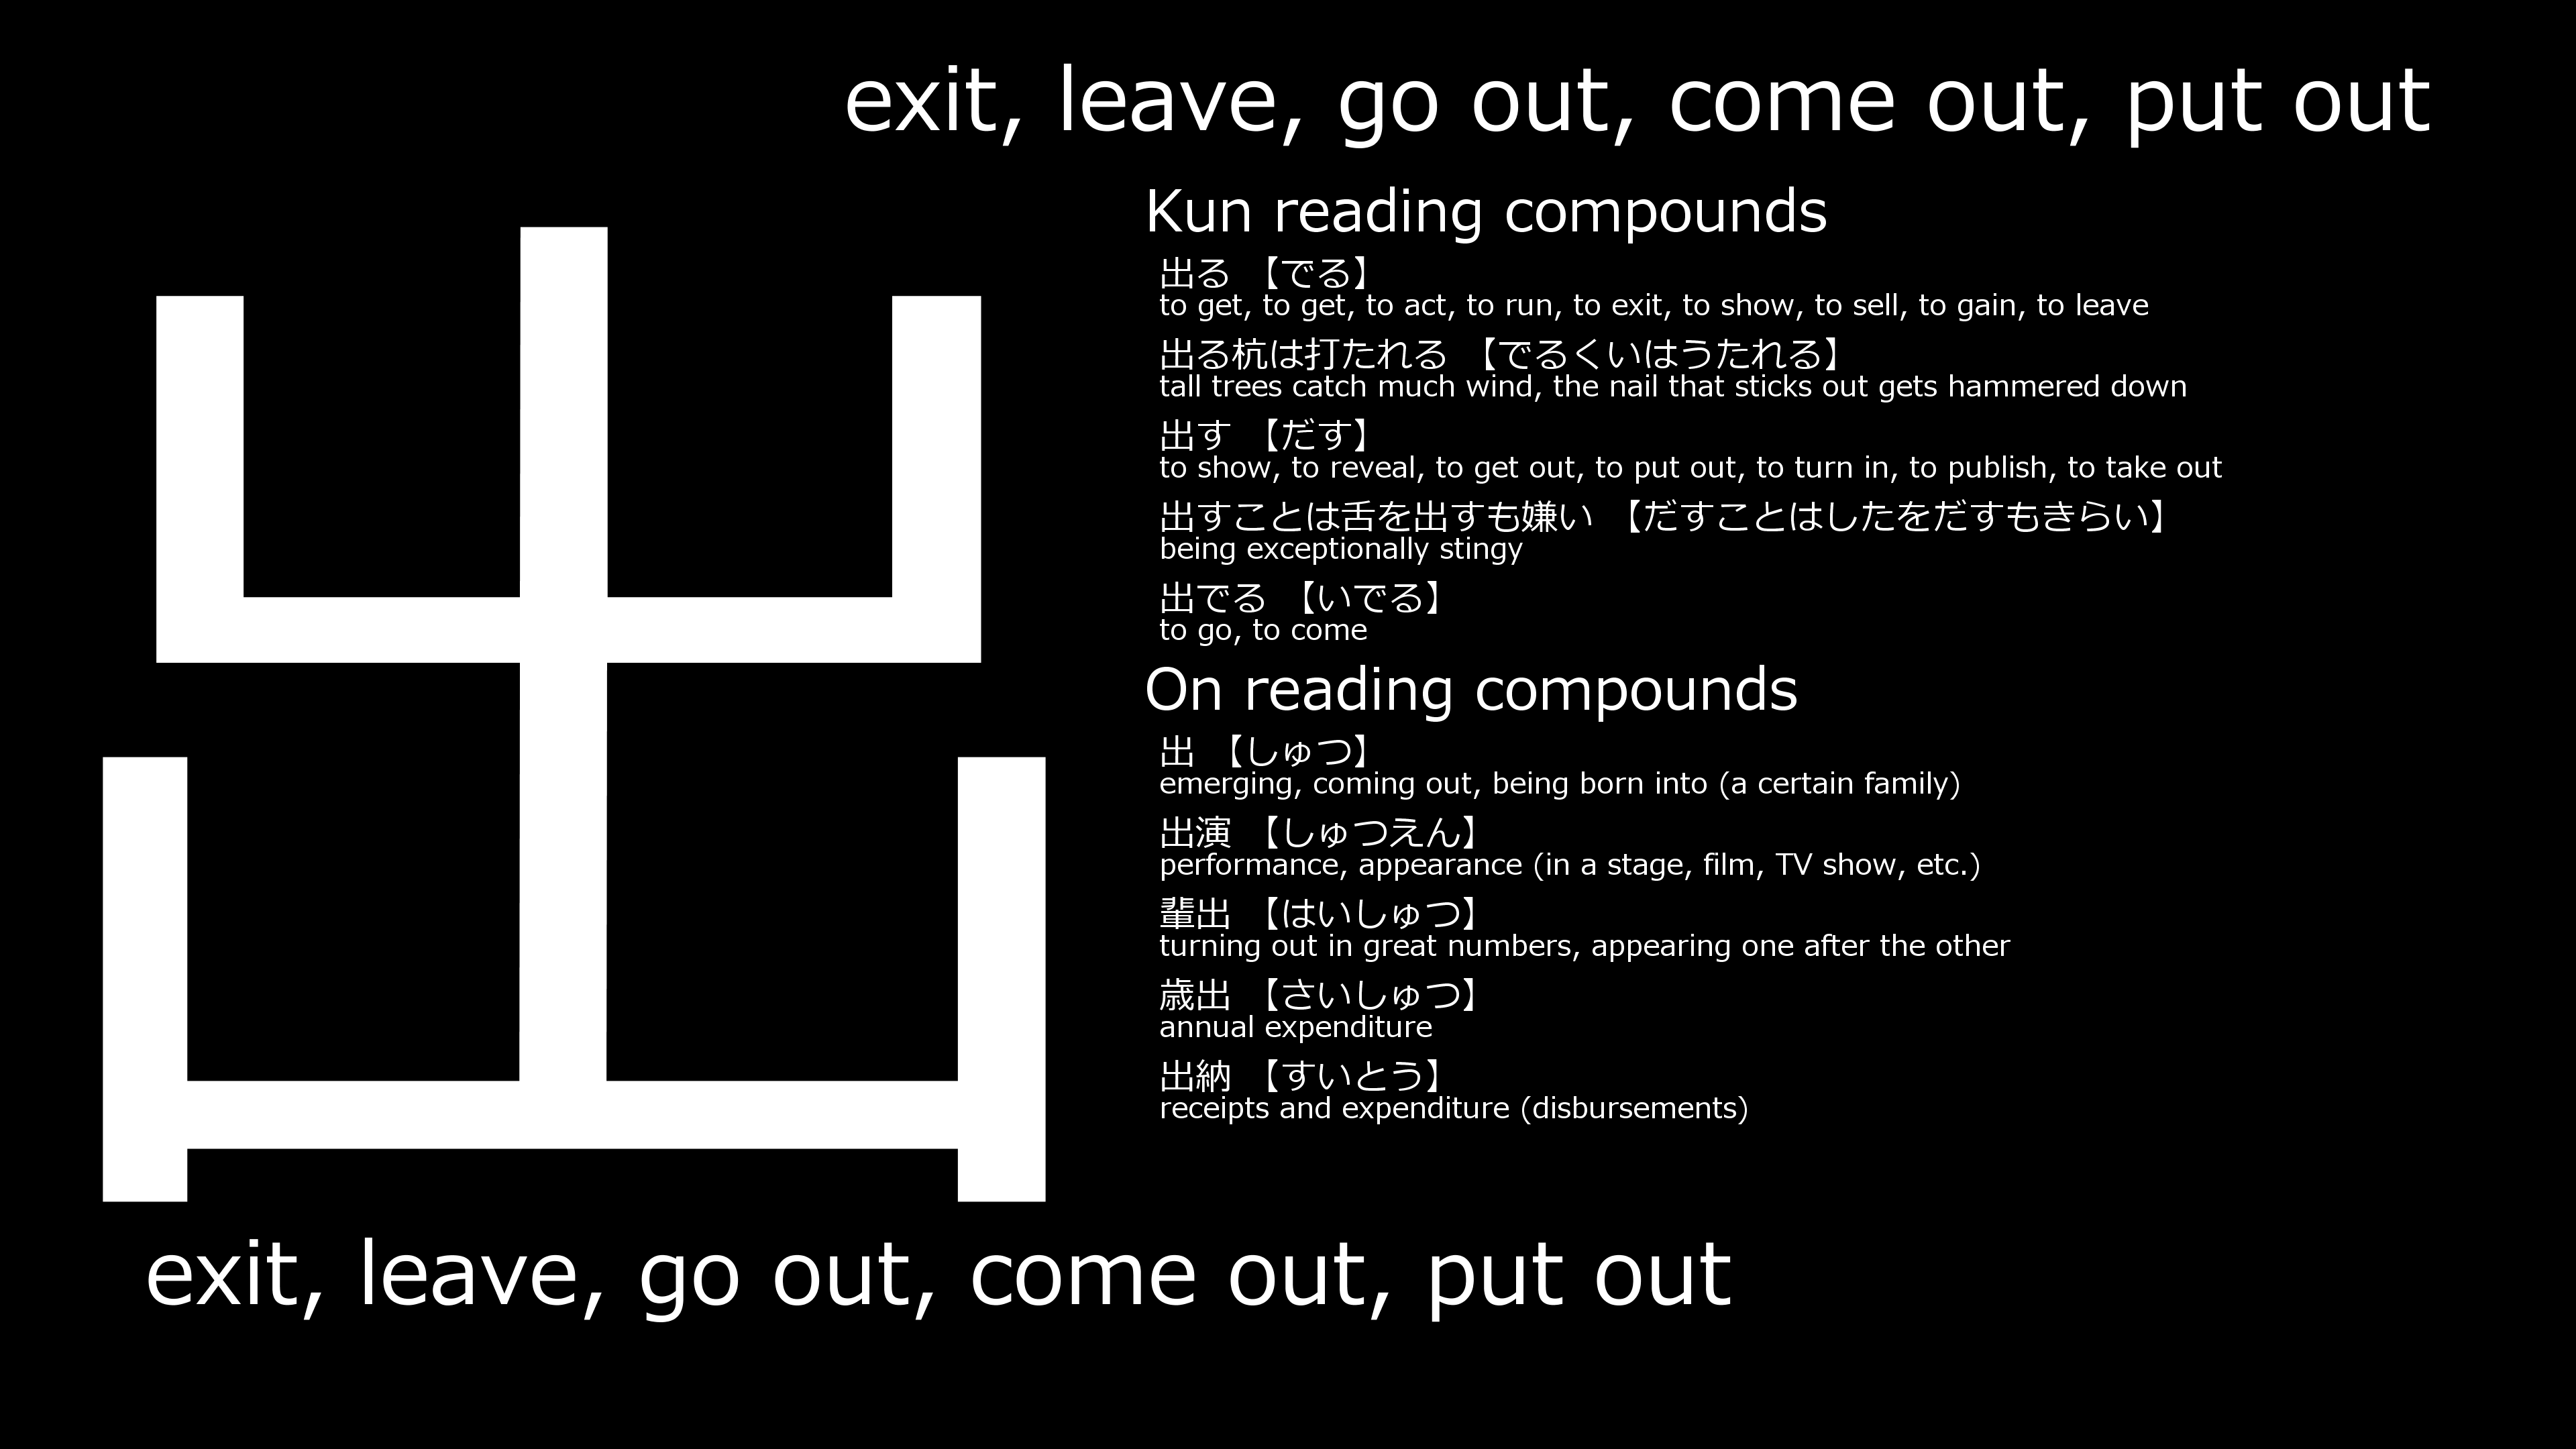 exit, leave, go out, come out, put out
出
Kun reading compounds
出る 【でる】
to get, to get, to act, to run, to exit, to show, to sell, to gain, to leave
出る杭は打たれる 【でるくいはうたれる】
tall trees catch much wind, the nail that sticks out gets hammered down
出す 【だす】
to show, to reveal, to get out, to put out, to turn in, to publish, to take out
出すことは舌を出すも嫌い 【だすことはしたをだすもきらい】
being exceptionally stingy
出でる 【いでる】
to go, to come
On reading compounds
出 【しゅつ】
emerging, coming out, being born into (a certain family)
出演 【しゅつえん】
performance, appearance (in a stage, film, TV show, etc.)
輩出 【はいしゅつ】
turning out in great numbers, appearing one after the other
歳出 【さいしゅつ】
annual expenditure
出納 【すいとう】
receipts and expenditure (disbursements)
exit, leave, go out, come out, put out